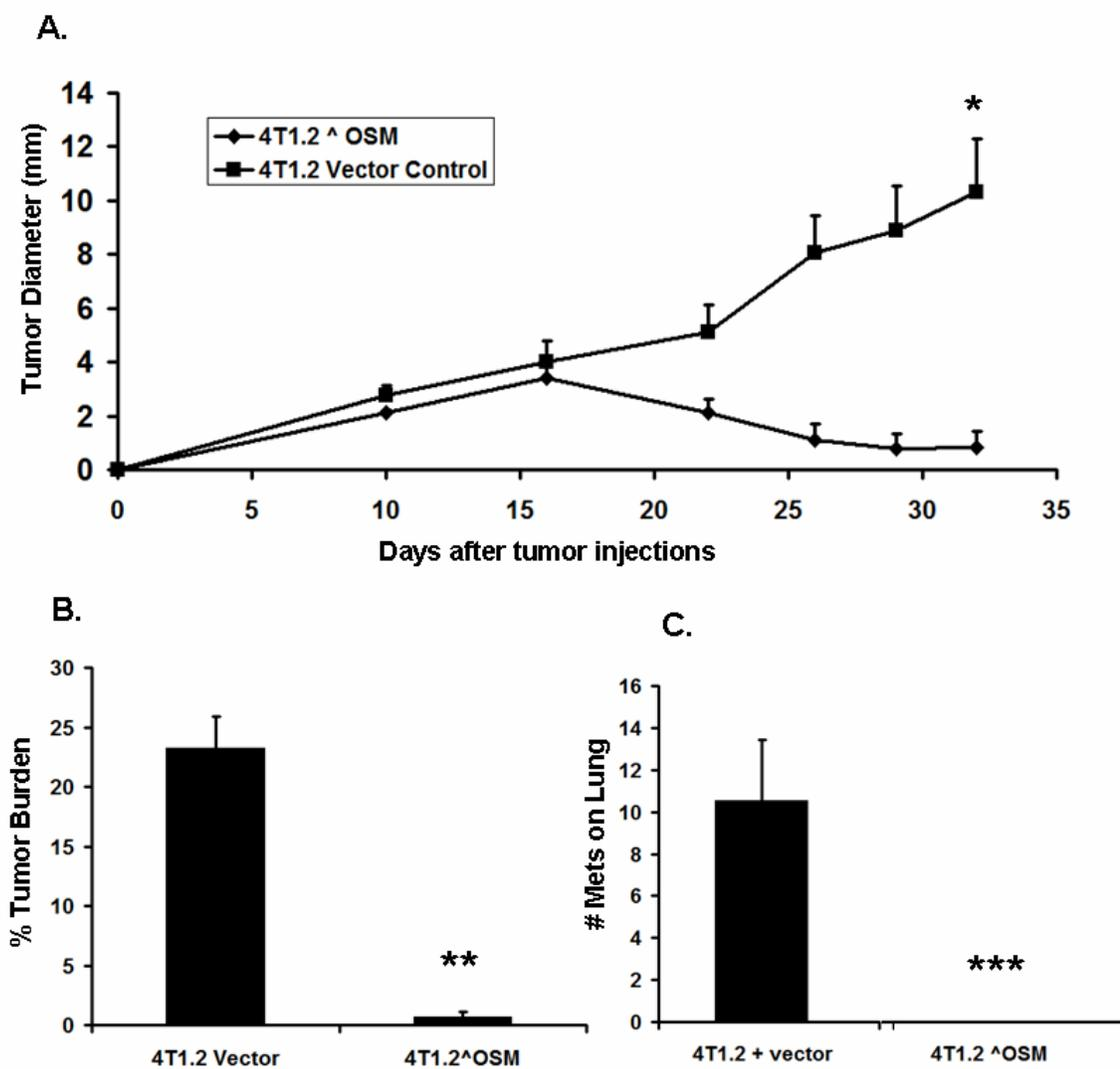 A.
Tumor Diameter (mm)
14
12
10
8
6
4
2
0
*
4T1.2 ^ OSM
4T1.2 Vector Control
0 5 10 15 20 25 30 35
Days after tumor injections
B.
% Tumor Burden
30
25
20
15
10
5
0
**
4T1.2 Vector 4T1.2^OSM
C.
# Mets on Lung
16
14
12
10
8
6
4
2
0
***
4T1.2 + vector 4T1.2 ^OSM